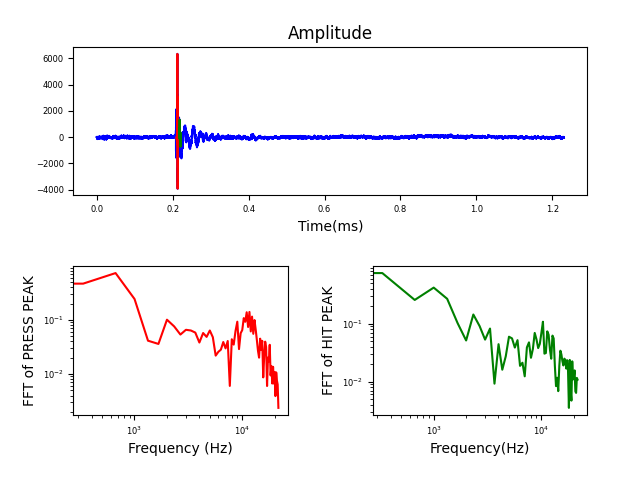 Amplitude
6000
4000
2000
0
−2000
−4000
0.0 0.2 0.4 0.6 0.8 1.0 1.2
Time(ms)
FFT of PRESS PEAK
10⁻¹
10⁻²
10³ 10⁴
Frequency (Hz)
FFT of HIT PEAK
10⁻¹
10⁻²
10³ 10⁴
Frequency(Hz)